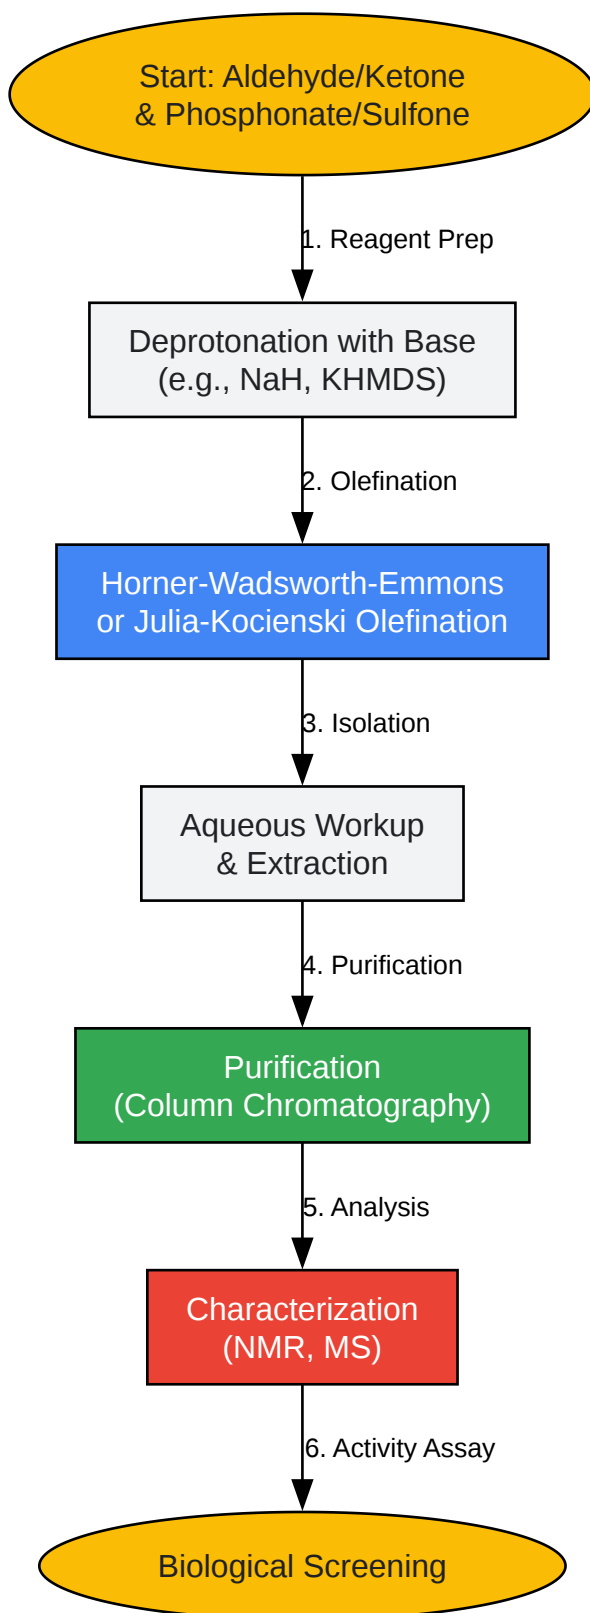 Start: Aldehyde/Ketone
& Phosphonate/Sulfone
1. Reagent Prep
Deprotonation with Base
(e.g., NaH, KHMDS)
2. Olefination
Horner-Wadsworth-Emmons
or Julia-Kocienski Olefination
3. Isolation
Aqueous Workup
& Extraction
4. Purification
Purification
(Column Chromatography)
5. Analysis
Characterization
(NMR, MS)
6. Activity Assay
Biological Screening